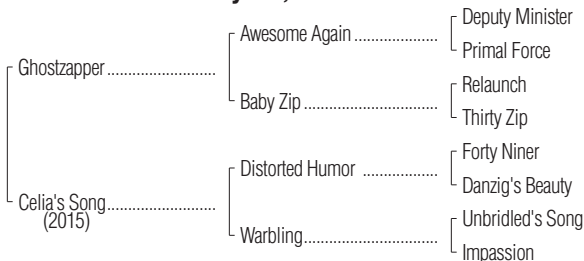 Deputy Minister
Awesome Again ....................
Primal Force
Ghostzapper ..........................
Relaunch
Baby Zip ................................
Thirty Zip
Forty Niner
Distorted Humor ..................
Danzig's Beauty
Celia's Song ..........................
(2015)
Unbridled's Song
Warbling ................................
Impassion